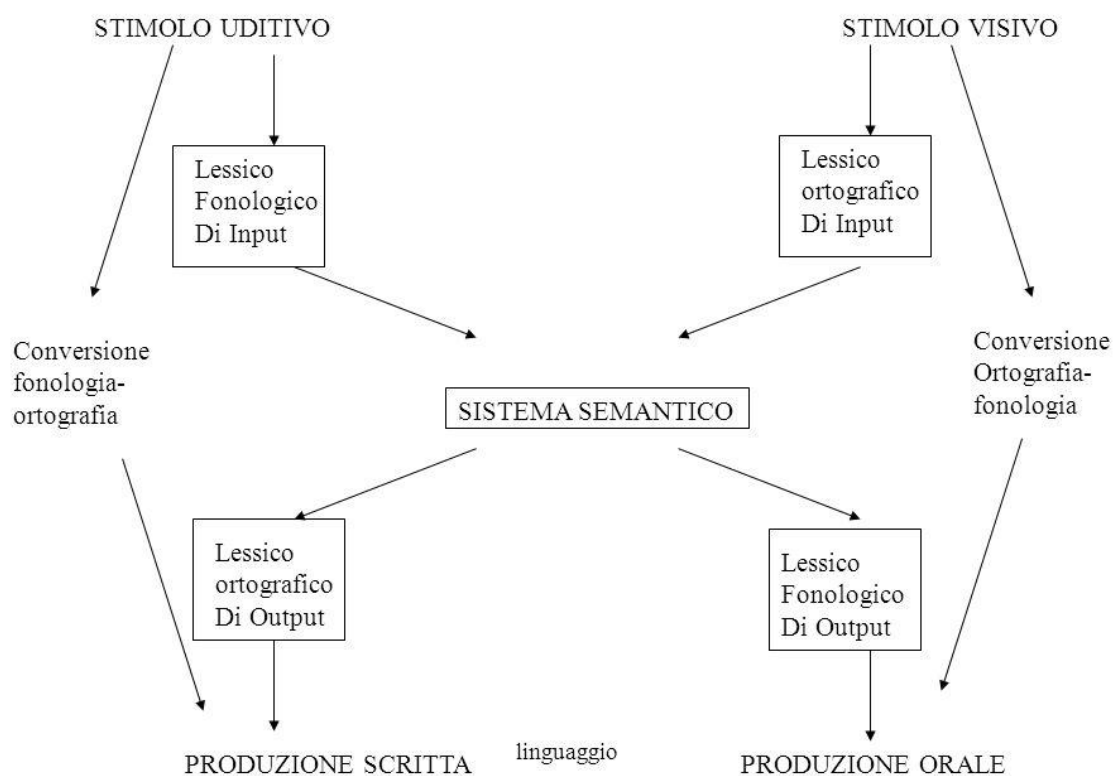 STIMOLO UDITIVO
STIMOLO VISIVO
Lessico
Fonologico
Di Input
Lessico
ortografico
Di Input
Conversione
fonologia-
ortografia
Conversione
Ortografia-
fonologia
SISTEMA SEMANTICO
Lessico
ortografico
Di Output
Lessico
Fonologico
Di Output
PRODUZIONE SCRITTA
linguaggio
PRODUZIONE ORALE